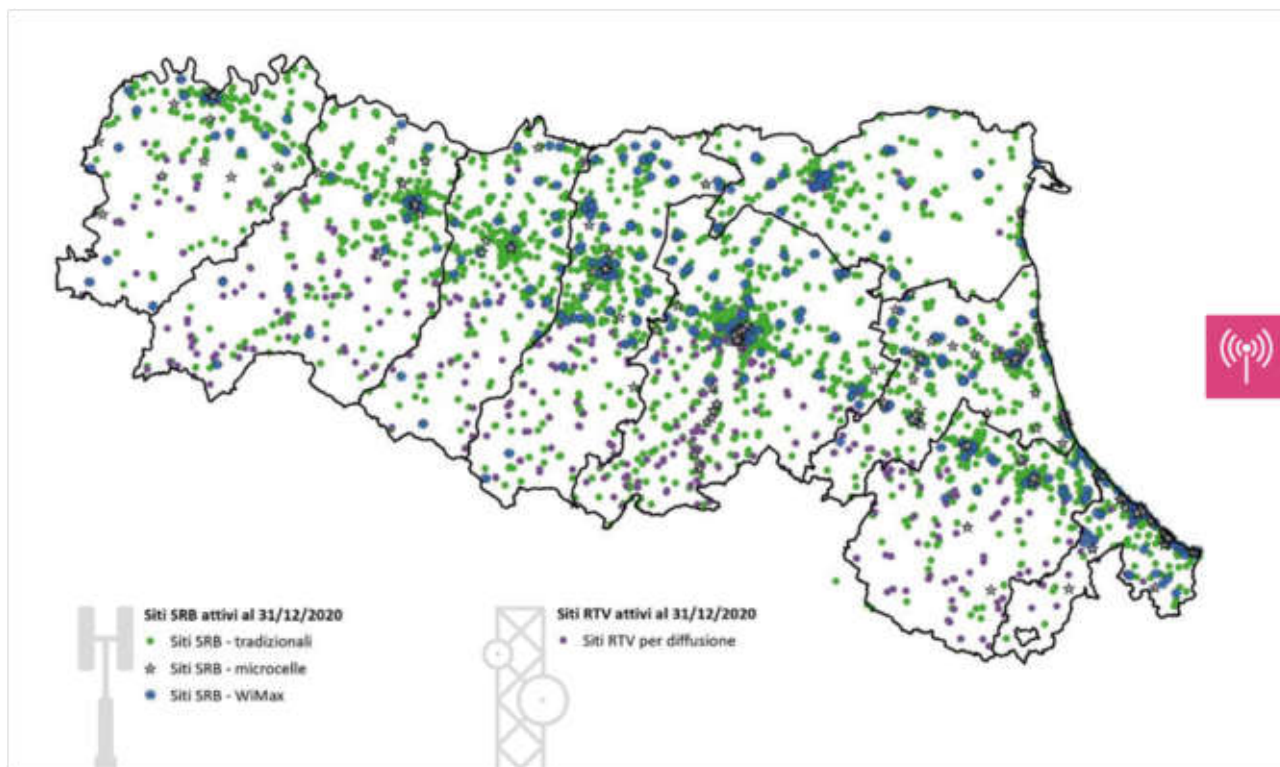 Siti SRB attivi al 31/12/2020
Siti SRB - tradizionali
Siti SRB - microcelle
Siti SRB - WiMax
Siti RTV attivi al 31/12/2020
Siti RTV per diffusione